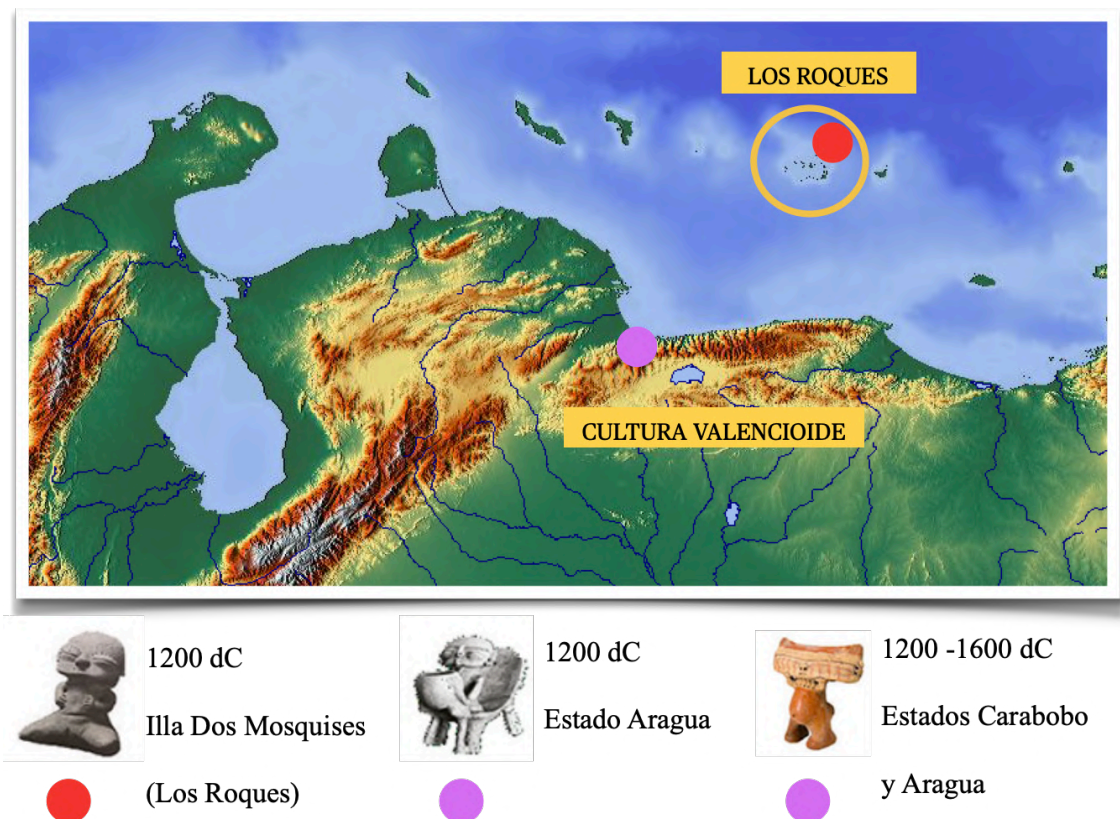 LOS ROQUES
CULTURA VALENCIOIDE
1200 dC
Illa Dos Mosquises
(Los Roques)
1200 dC
Estado Aragua
1200 -1600 dC
Estados Carabobo
y Aragua